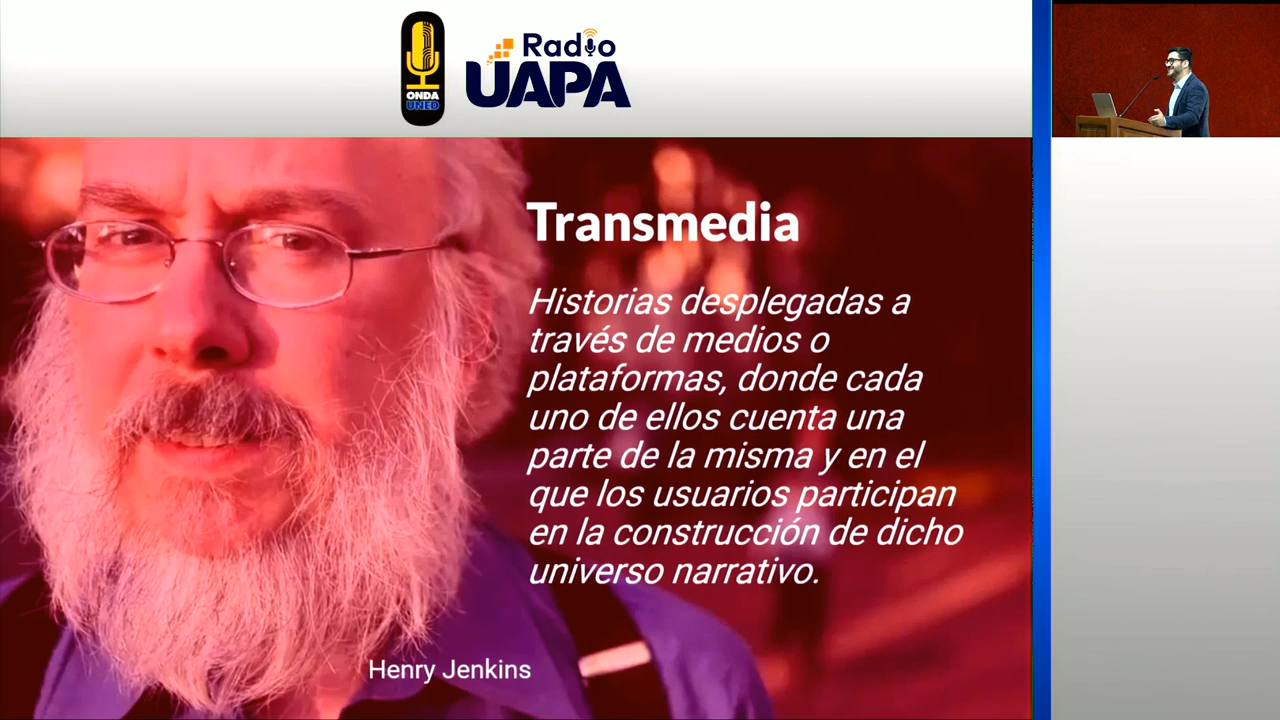 ONDA
UNED
Radio
UAPA
Transmedia
Historias desplegadas a
través de medios o
plataformas, donde cada
uno de ellos cuenta una
parte de la misma y en el
que los usuarios participan
en la construcción de dicho
universo narrativo.
Henry Jenkins